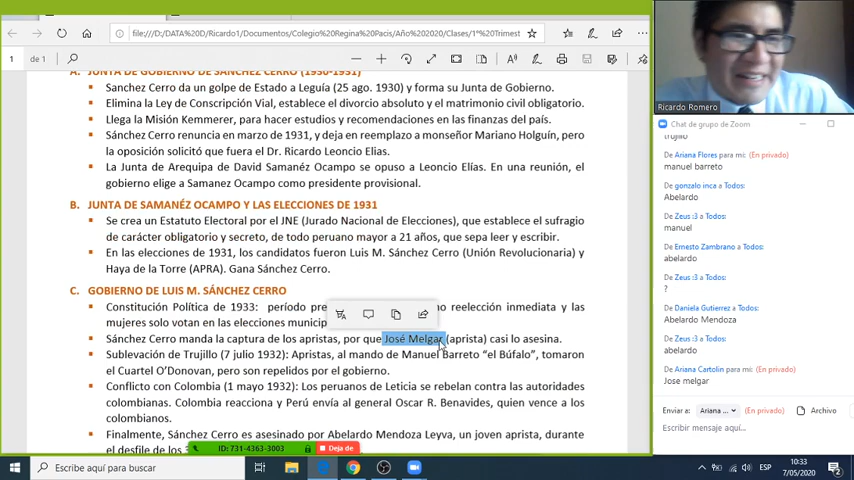 file:///D:/DATA%20D/Ricardo1/Documentos/Colegio%20Regina%20Pacis/Año%202020/Clases/1º%20Trimest
1 de 1
A. JUNTA DE GOBIERNO DE SÁNCHEZ CERRO (1930-1931)
Sanchez Cerro da un golpe de Estado a Leguía (25 ago. 1930) y forma su Junta de Gobierno.
Elimina la Ley de Conscripción Vial, establece el divorcio absoluto y el matrimonio civil obligatorio.
Llega la Misión Kemmerer, para hacer estudios y recomendaciones en las finanzas del país.
Sánchez Cerro renuncia en marzo de 1931, y deja en reemplazo a monseñor Mariano Holguín, pero
la oposición solicitó que fuera el Dr. Ricardo Leoncio Elías.
La Junta de Arequipa de David Samanéz Ocampo se opuso a Leoncio Elías. En una reunión, el
gobierno elige a Samanez Ocampo como presidente provisional.
B. JUNTA DE SAMANÉZ OCAMPO Y LAS ELECCIONES DE 1931
Se crea un Estatuto Electoral por el JNE (Jurado Nacional de Elecciones), que establece el sufragio
de carácter obligatorio y secreto, de todo peruano mayor a 21 años, que sepa leer y escribir.
En las elecciones de 1931, los candidatos fueron Luis M. Sánchez Cerro (Unión Revolucionaria) y
Haya de la Torre (APRA). Gana Sánchez Cerro.
C. GOBIERNO DE LUIS M. SÁNCHEZ CERRO
Constitución Política de 1933: período pre no reelección inmediata y las
mujeres solo votan en las elecciones municip
Sánchez Cerro manda la captura de los apristas, por que José Melgar (aprista) casi lo asesina.
Sublevación de Trujillo (7 julio 1932): Apristas, al mando de Manuel Barreto “el Búfalo”, tomaron
el Cuartel O’Donovan, pero son repelidos por el gobierno.
Conflicto con Colombia (1 mayo 1932): Los peruanos de Leticia se rebelan contra las autoridades
colombianas. Colombia reacciona y Perú envía al general Oscar R. Benavides, quien vence a los
colombianos.
Finalmente, Sánchez Cerro es asesinado por Abelardo Mendoza Leyva, un joven aprista, durante
el desfile de los
ID: 731-4363-3003
Deja de
Escribe aquí para buscar
Ricardo Romero
Chat de grupo de Zoom
trujillo
De Ariana Flores para mi: (En privado)
manuel barreto
De gonzalo inca a Todos:
Abelardo
De Zeus :3 a Todos:
manuel
De Ernesto Zambrano a Todos:
abelardo
De Zeus :3 a Todos:
?
De Daniela Gutierrez a Todos:
Abelardo Mendoza
De Zeus :3 a Todos:
abelardo
De Ariana Cartolin para mi: (En privado)
Jose melgar
Enviar a: Ariana ... (En privado) Archivo
Escribir mensaje aquí...
ESP
10:33
7/05/2020
2